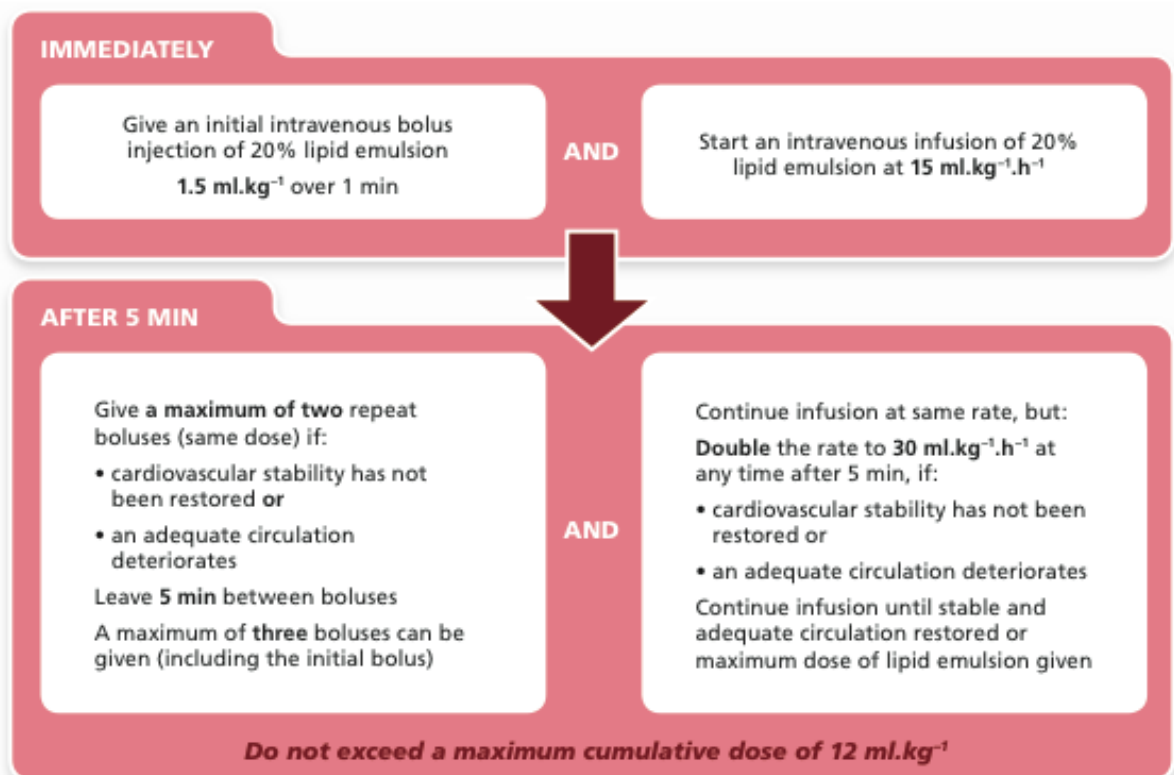 IMMEDIATELY
Give an initial intravenous bolus
injection of 20% lipid emulsion
1.5 ml.kg⁻¹ over 1 min
AND
Start an intravenous infusion of 20%
lipid emulsion at 15 ml.kg⁻¹.h⁻¹
AFTER 5 MIN
Give a maximum of two repeat
boluses (same dose) if:
• cardiovascular stability has not
been restored or
• an adequate circulation
deteriorates
Leave 5 min between boluses
A maximum of three boluses can be
given (including the initial bolus)
AND
Continue infusion at same rate, but:
Double the rate to 30 ml.kg⁻¹.h⁻¹ at
any time after 5 min, if:
• cardiovascular stability has not been
restored or
• an adequate circulation deteriorates
Continue infusion until stable and
adequate circulation restored or
maximum dose of lipid emulsion given
Do not exceed a maximum cumulative dose of 12 ml.kg⁻¹